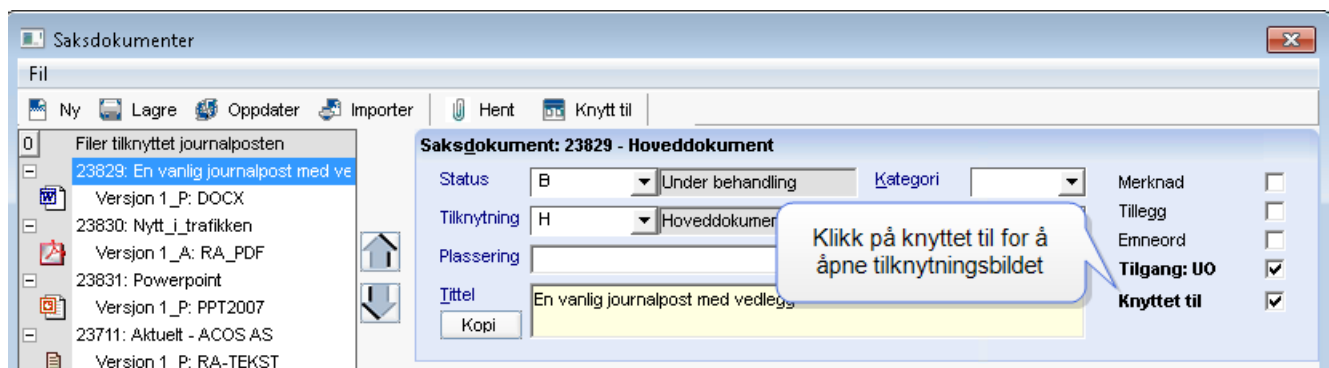 Saksdokumenter
Fil
Ny Lagre Oppdater Importer Hent Knytt til
0 Filer tilknyttet journalposten
23829: En vanlig journalpost med ve
Versjon 1_P: DOCX
23830: Nytt_i_trafikken
Versjon 1_A: RA_PDF
23831: Powerpoint
Versjon 1_P: PPT2007
23711: Aktuelt - ACOS AS
Versjon 1_P: RA-TEKST
Saksdokument: 23829 - Hoveddokument
Status B Under behandling Kategori
Tilknytning H Hoveddokumen
Plassering
Tittel En vanlig journalpost med vedlegg
Kopi
Klikk på knyttet til for å
åpne tilknytningsbildet
Merknad
Tillegg
Emneord
Tilgang: UO
Knyttet til